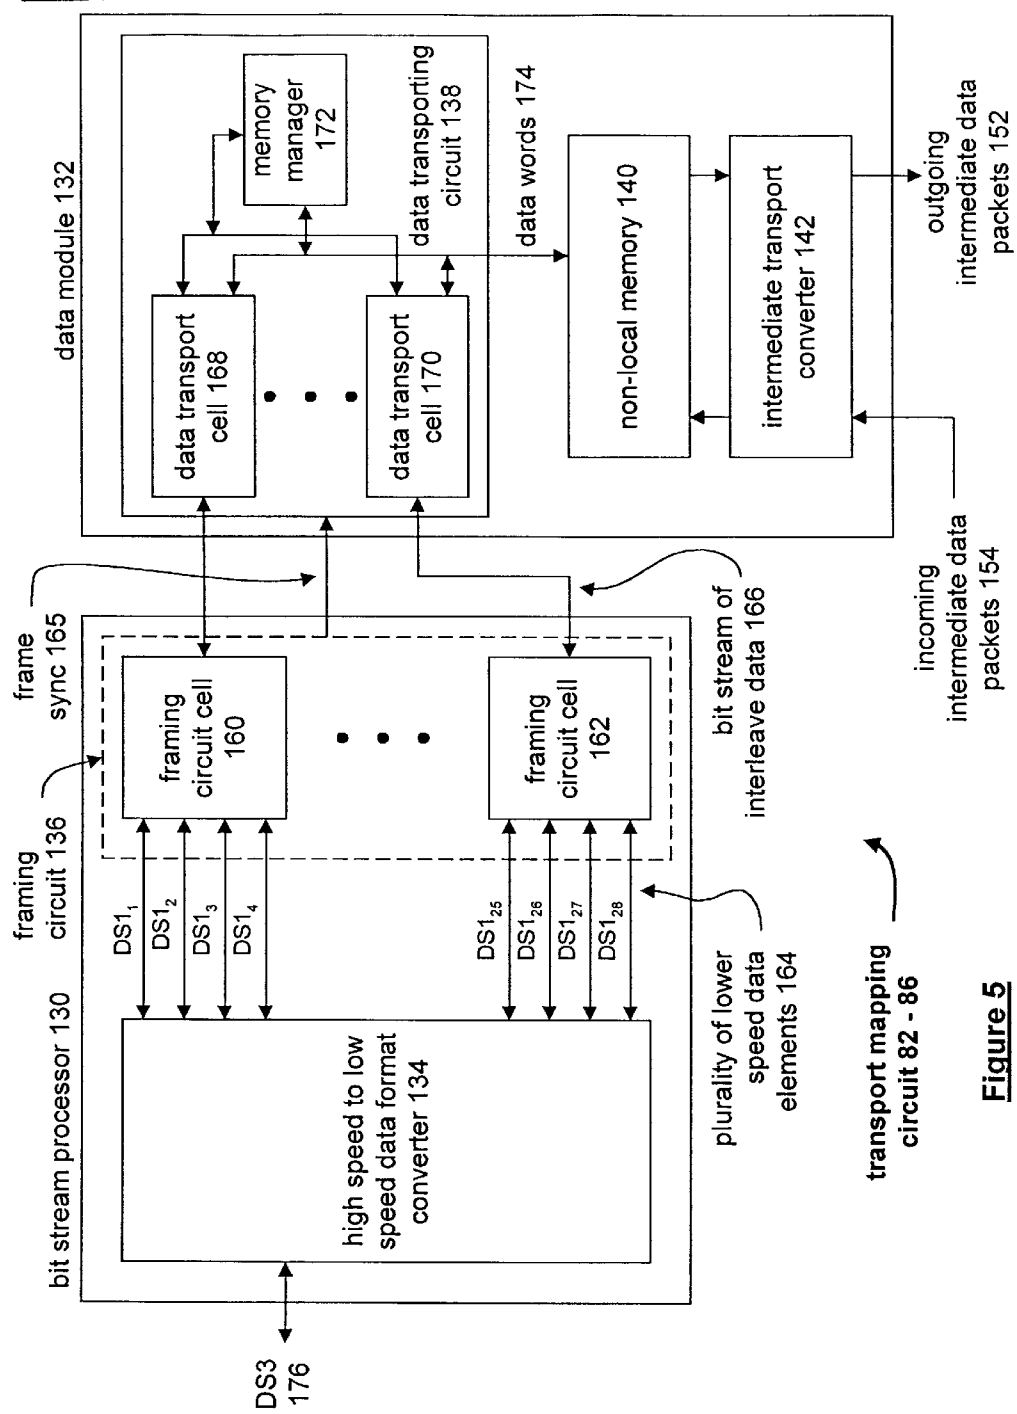 data module 132
memory
manager
172
data transporting
circuit 138
data words 174
data transport
cell 168
data transport
cell 170
non-local memory 140
intermediate transport
converter 142
outgoing
intermediate data
packets 152
incoming
intermediate data
packets 154
frame
sync 165
framing
circuit 136
bit stream of
interleave data 166
framing
circuit cell
160
framing
circuit cell
162
DS1₁
DS1₂
DS1₃
DS1₄
DS1₂₅
DS1₂₆
DS1₂₇
DS1₂₈
plurality of lower
speed data
elements 164
bit stream processor 130
high speed to low
speed data format
converter 134
DS3
176
transport mapping
circuit 82 - 86
Figure 5